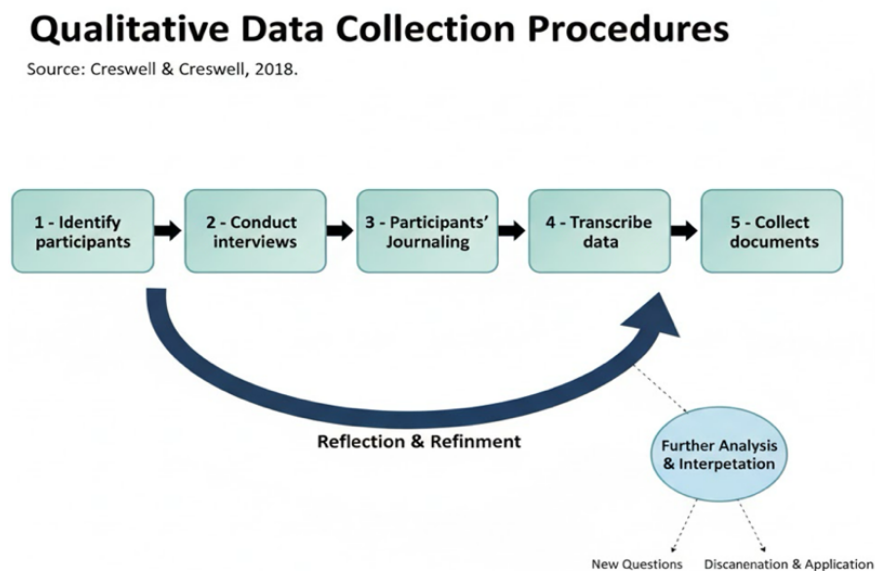 Qualitative Data Collection Procedures
Source: Creswell & Creswell, 2018.
1 - Identify
participants
2 - Conduct
interviews
3 - Participants'
Journaling
4 - Transcribe
data
5 - Collect
documents
Reflection & Refinment
Further Analysis
& Interpetation
New Questions
Discanenation & Application